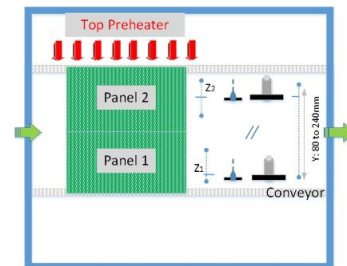 Top Preheater
Panel 2
Z2
Y: 80 to 240mm
Panel 1
Z1
Conveyor